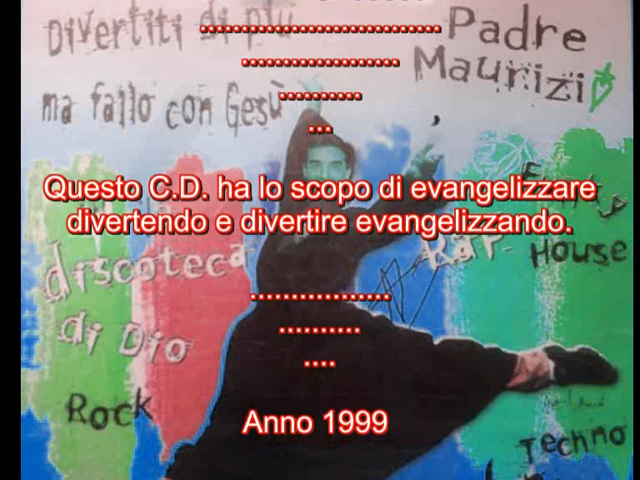 Divertiti di più
..............................
Padre
Maurizi
...................
ma fallo con Gesù
..........
...
Questo C.D. ha lo scopo di evangelizzare
divertendo e divertire evangelizzando.
Rap
House
discoteca
di Dio
.................
..........
....
Rock
Anno 1999
Techno